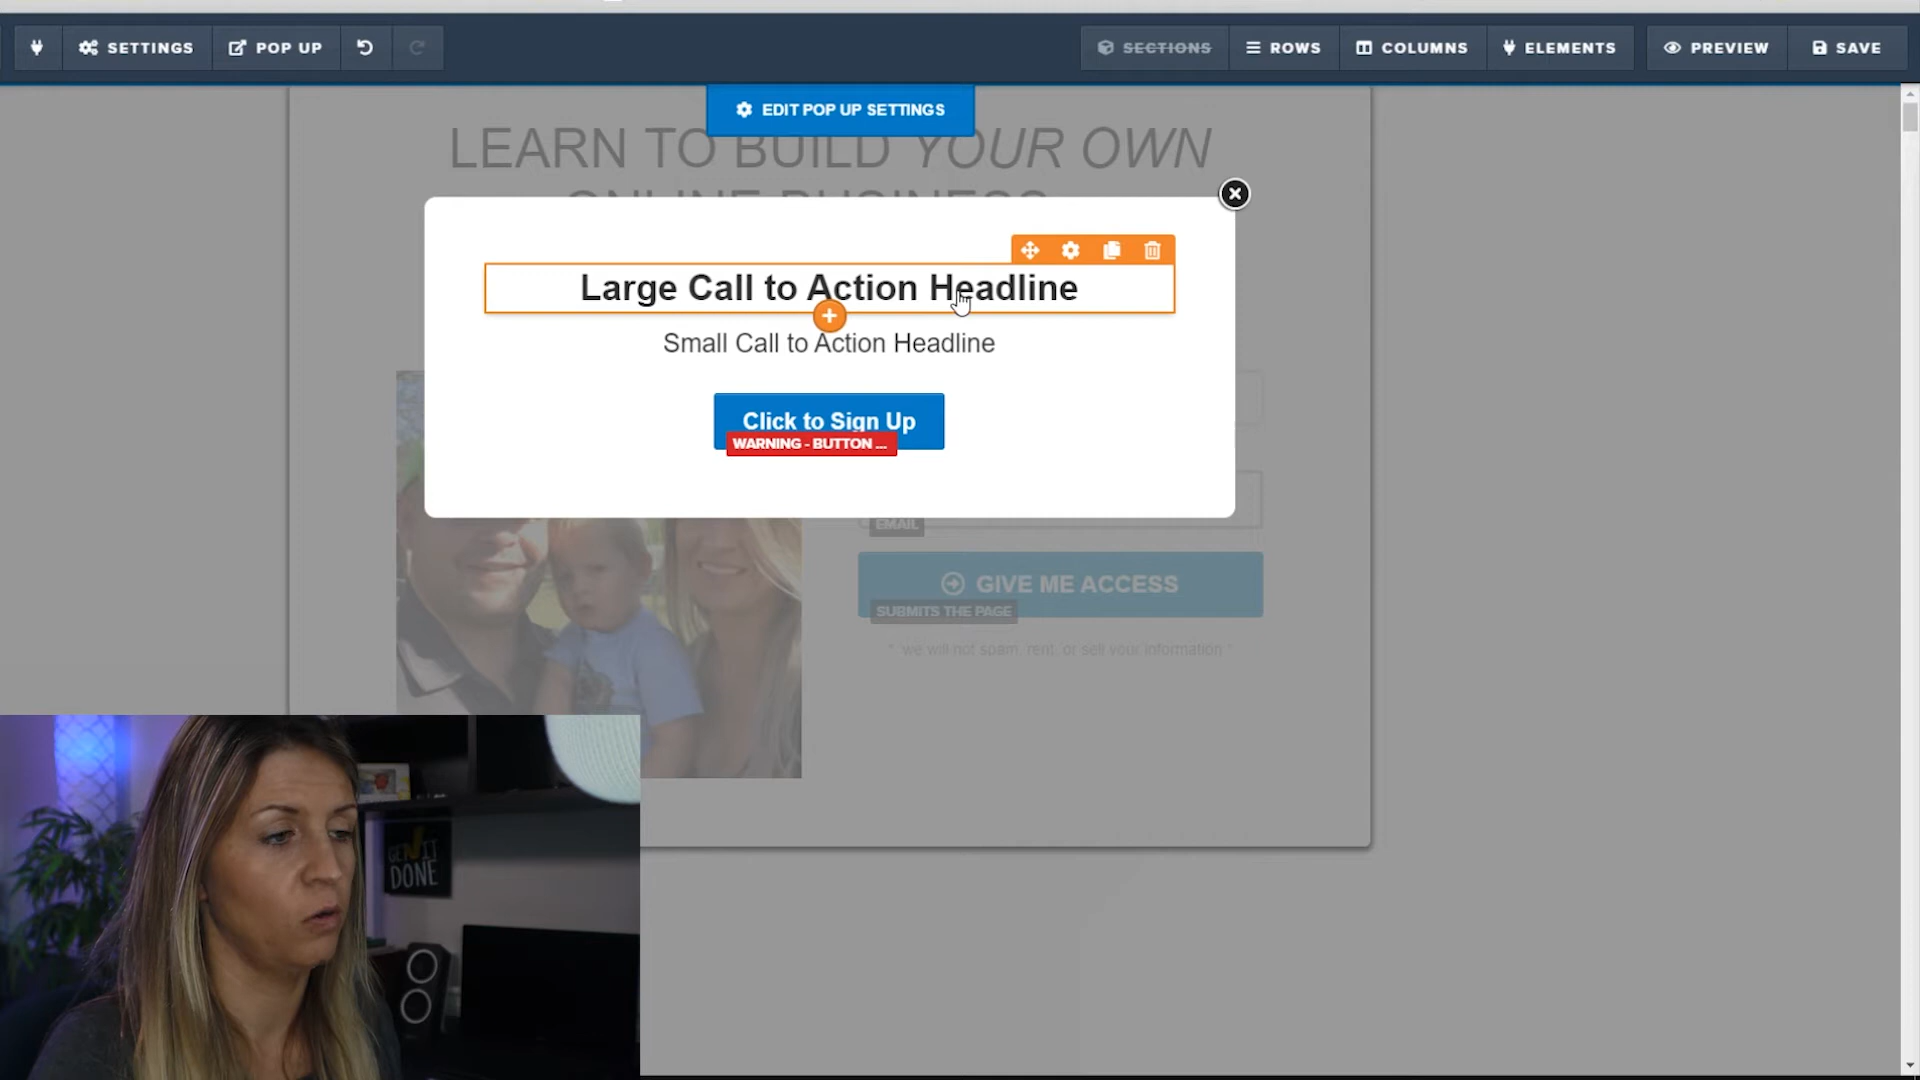 SETTINGS
POP UP
SECTIONS
ROWS
COLUMNS
ELEMENTS
PREVIEW
SAVE
EDIT POP UP SETTINGS
LEARN TO BUILD YOUR OWN
ONLINE BUSINESS
Large Call to Action Headline
Small Call to Action Headline
Click to Sign Up
WARNING - BUTTON ...
EMAIL
GIVE ME ACCESS
SUBMITS THE PAGE
* we will not spam, rent, or sell your information *
GET IT
DONE